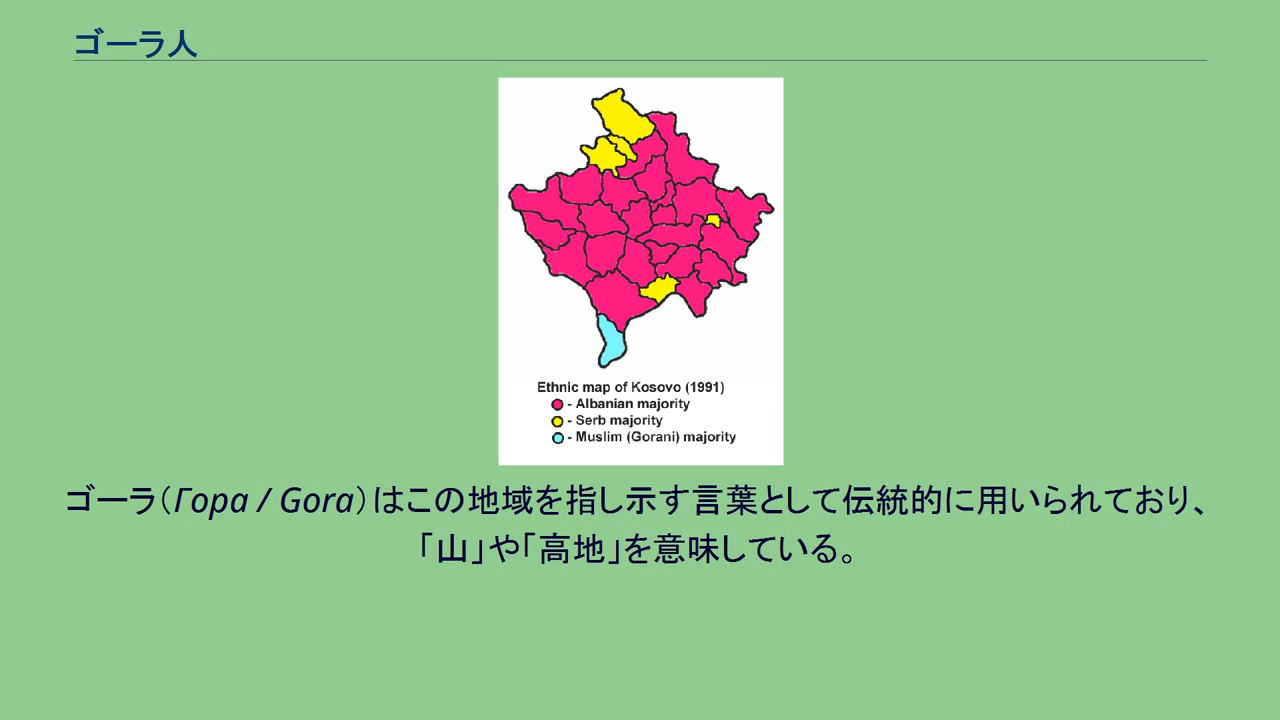 ゴーラ人
Ethnic map of Kosovo (1991)
- Albanian majority
- Serb majority
- Muslim (Gorani) majority
ゴーラ（Гора / Gora）はこの地域を指し示す言葉として伝統的に用いられており、
「山」や「高地」を意味している。